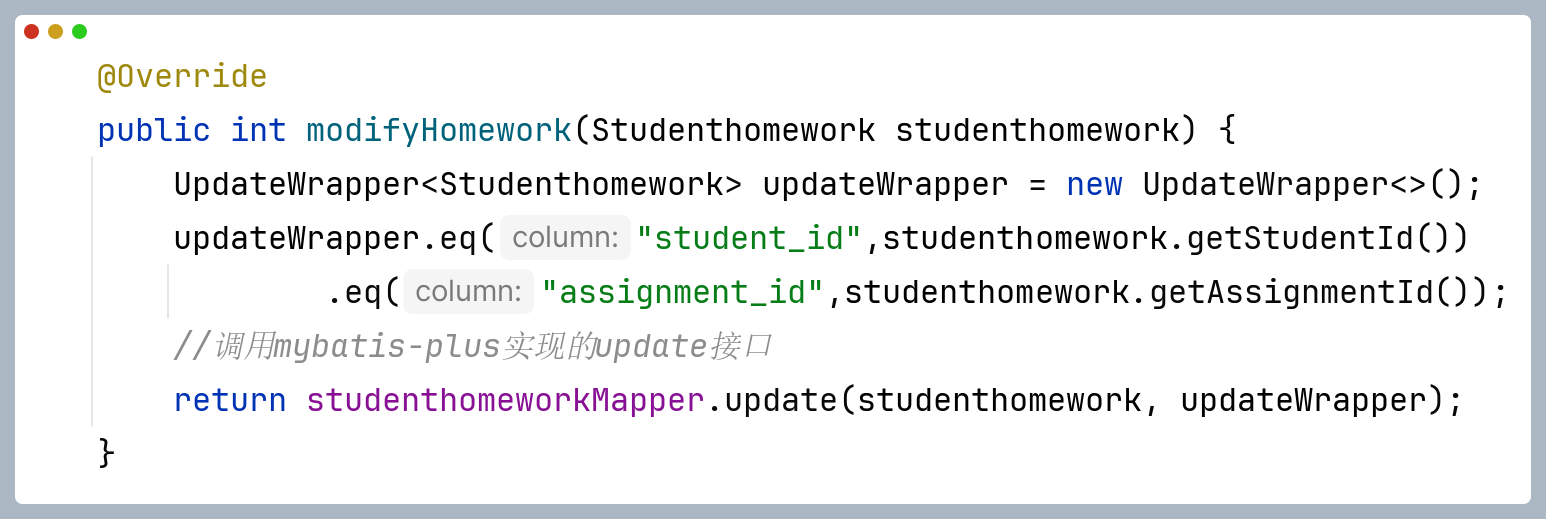 @Override
public int modifyHomework(Studenthomework studenthomework) {
UpdateWrapper<Studenthomework> updateWrapper = new UpdateWrapper<>();
updateWrapper.eq( column: "student_id",studenthomework.getStudentId())
.eq( column: "assignment_id",studenthomework.getAssignmentId());
//调用mybatis-plus实现的update接口
return studenthomeworkMapper.update(studenthomework, updateWrapper);
}